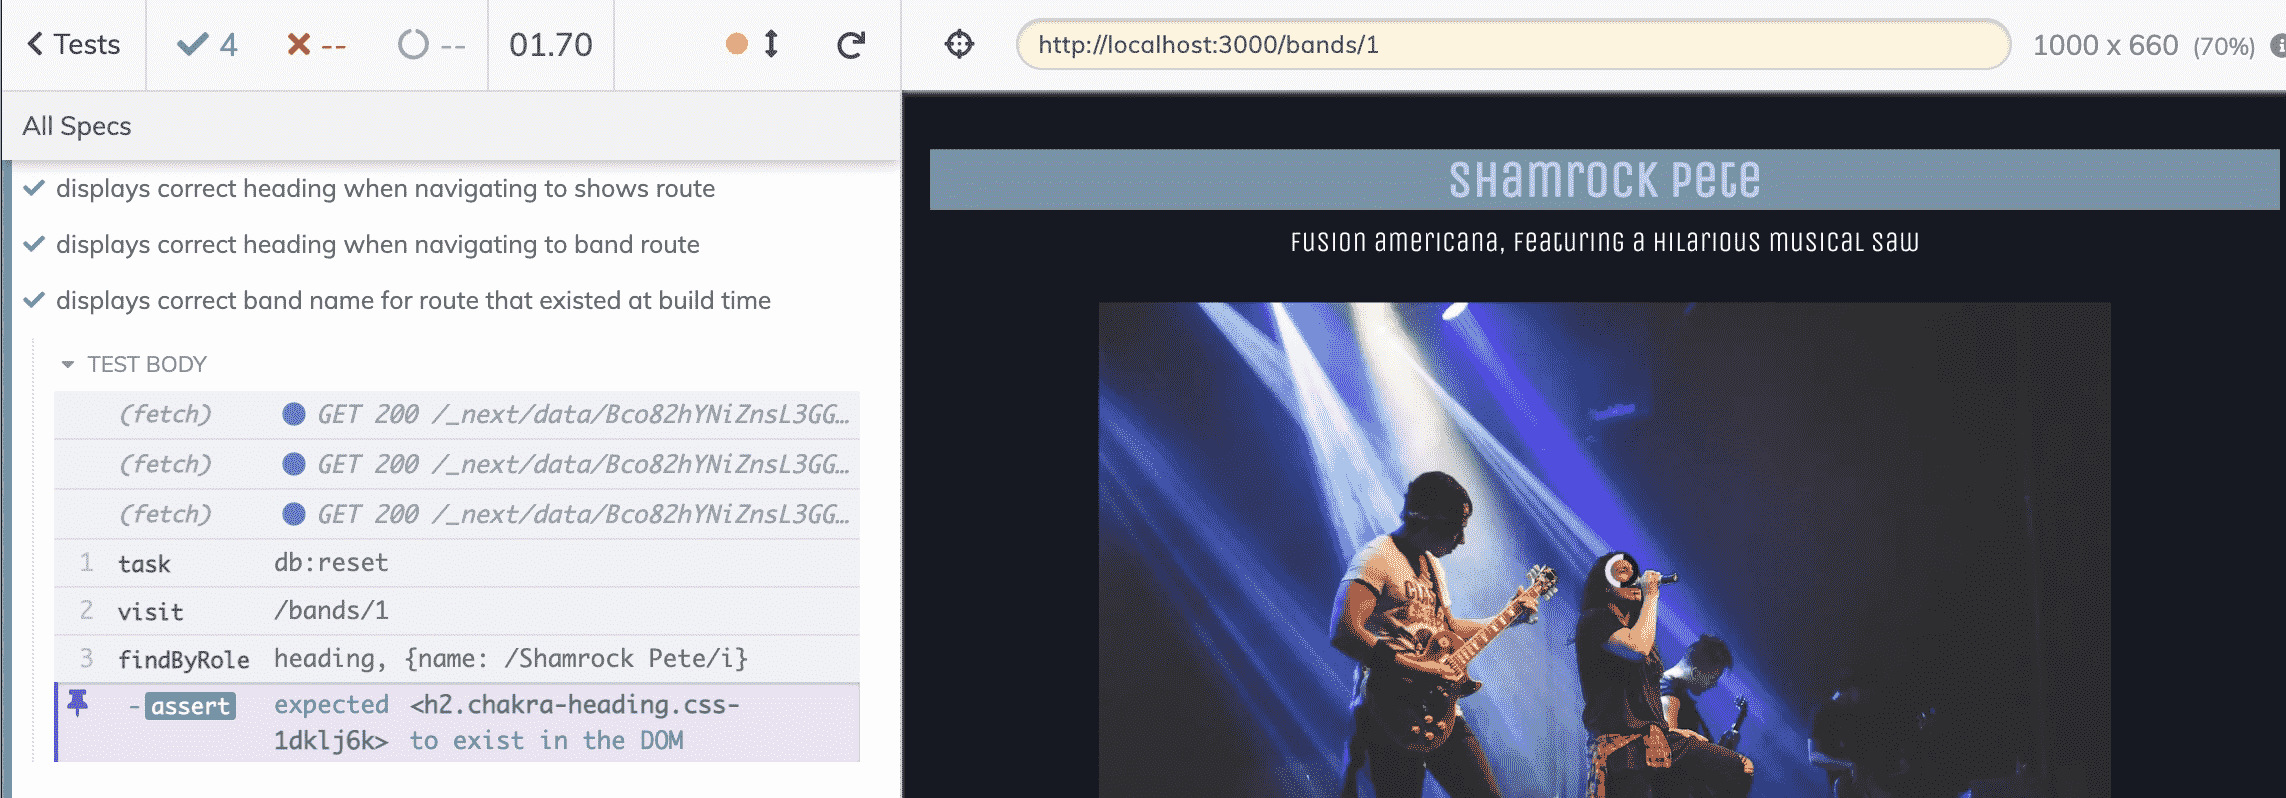 Tests 4 -- -- 01.70
http://localhost:3000/bands/1 1000 x 660 (70%)
All Specs
displays correct heading when navigating to shows route
displays correct heading when navigating to band route
displays correct band name for route that existed at build time
TEST BODY
(fetch) GET 200 /_next/data/Bco82hYNiZnsL3GG…
(fetch) GET 200 /_next/data/Bco82hYNiZnsL3GG…
(fetch) GET 200 /_next/data/Bco82hYNiZnsL3GG…
1 task db:reset
2 visit /bands/1
3 findByRole heading, {name: /Shamrock Pete/i}
-assert expected <h2.chakra-heading.css-
1dklj6k> to exist in the DOM
shamrock pete
Fusion americana, Featuring a Hilarious musical saw